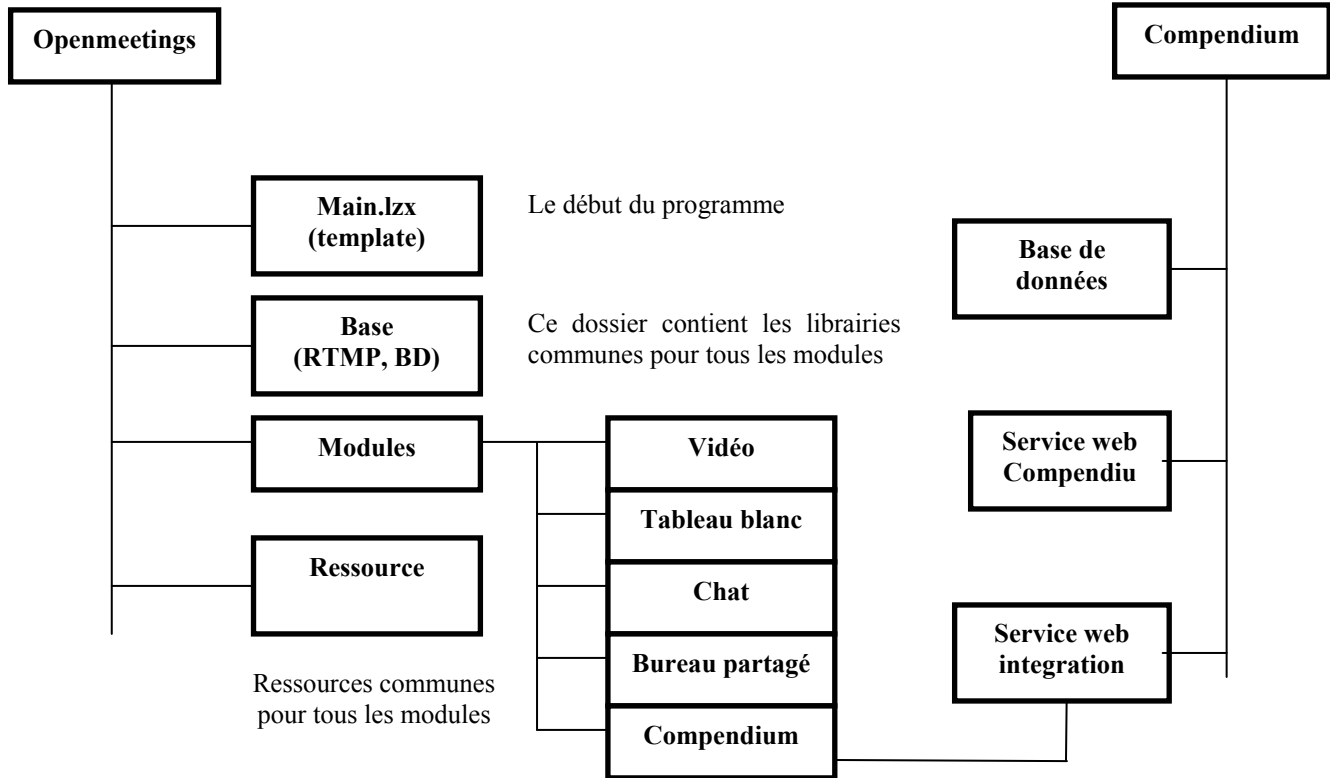 Openmeetings
Compendium
Main.lzx
(template)
Le début du programme
Base de
données
Base
(RTMP, BD)
Ce dossier contient les librairies
communes pour tous les modules
Modules
Vidéo
Service web
Compendiu
Tableau blanc
Ressource
Chat
Service web
integration
Bureau partagé
Ressources communes
pour tous les modules
Compendium